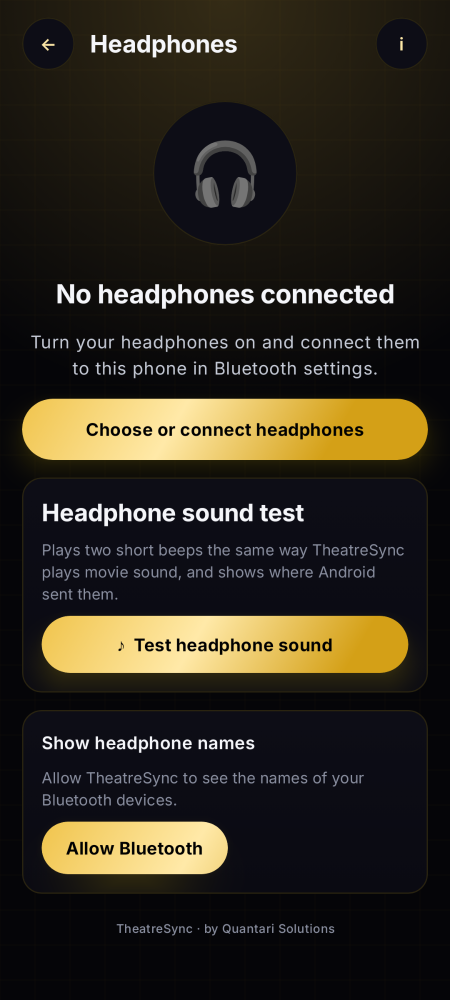 Headphones
i
No headphones connected
Turn your headphones on and connect them
to this phone in Bluetooth settings.
Choose or connect headphones
Headphone sound test
Plays two short beeps the same way TheatreSync
plays movie sound, and shows where Android
sent them.
♪ Test headphone sound
Show headphone names
Allow TheatreSync to see the names of your
Bluetooth devices.
Allow Bluetooth
TheatreSync · by Quantari Solutions